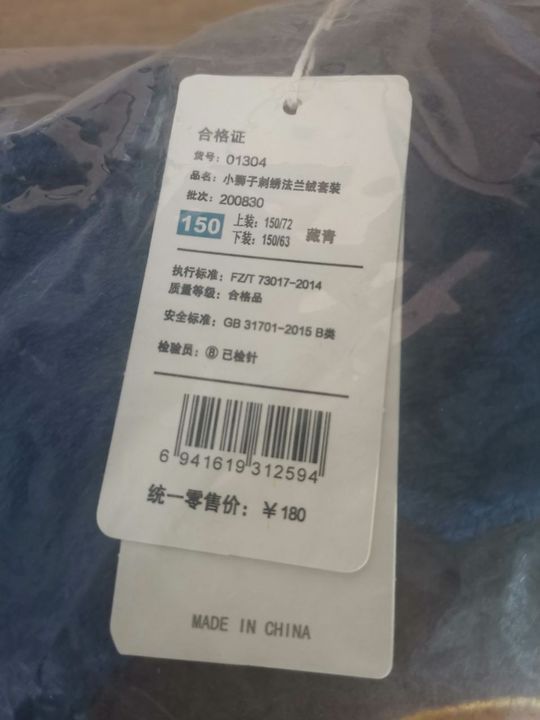 合格证
货号：01304
品名：小狮子刺绣法兰绒套装
批次：200830
150 上装：150/72 藏青
下装：150/63
执行标准：FZ/T 73017-2014
质量等级：合格品
安全标准：GB 31701-2015 B类
检验员：⑧已检针
6 941619 312594
统一零售价：￥180
MADE IN CHINA